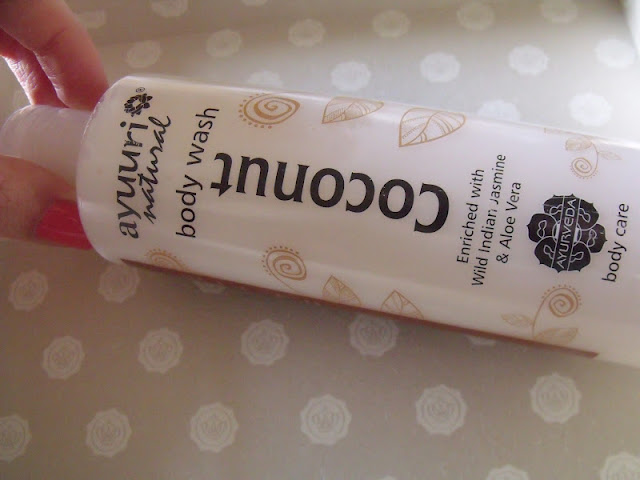 ayuuri®
natural
body wash
Coconut
Enriched with
Wild Indian Jasmine
& Aloe Vera
AYURVEDA
body care